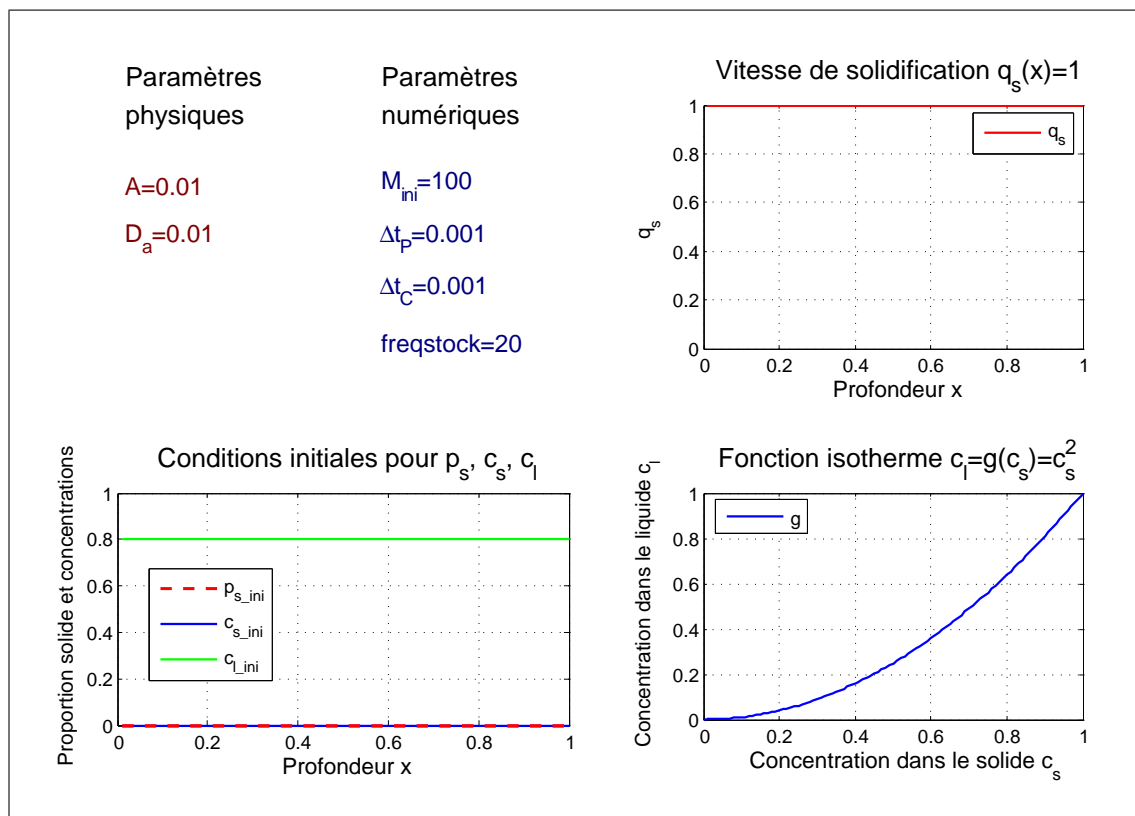 Paramètres
physiques
A=0.01
D_a=0.01
Paramètres
numériques
M_ini=100
Δt_P=0.001
Δt_C=0.001
freqstock=20
Vitesse de solidification q_s(x)=1
q_s
1
0.8
0.6
0.4
0.2
0
q_s
0 0.2 0.4 0.6 0.8 1
Profondeur x
Conditions initiales pour p_s, c_s, c_l
Proportion solide et concentrations
1
0.8
0.6
0.4
0.2
0
p_s_ini
c_s_ini
c_l_ini
0 0.2 0.4 0.6 0.8 1
Profondeur x
Fonction isotherme c_l=g(c_s)=c_s^2
Concentration dans le liquide c_l
1
0.8
0.6
0.4
0.2
0
g
0 0.2 0.4 0.6 0.8 1
Concentration dans le solide c_s